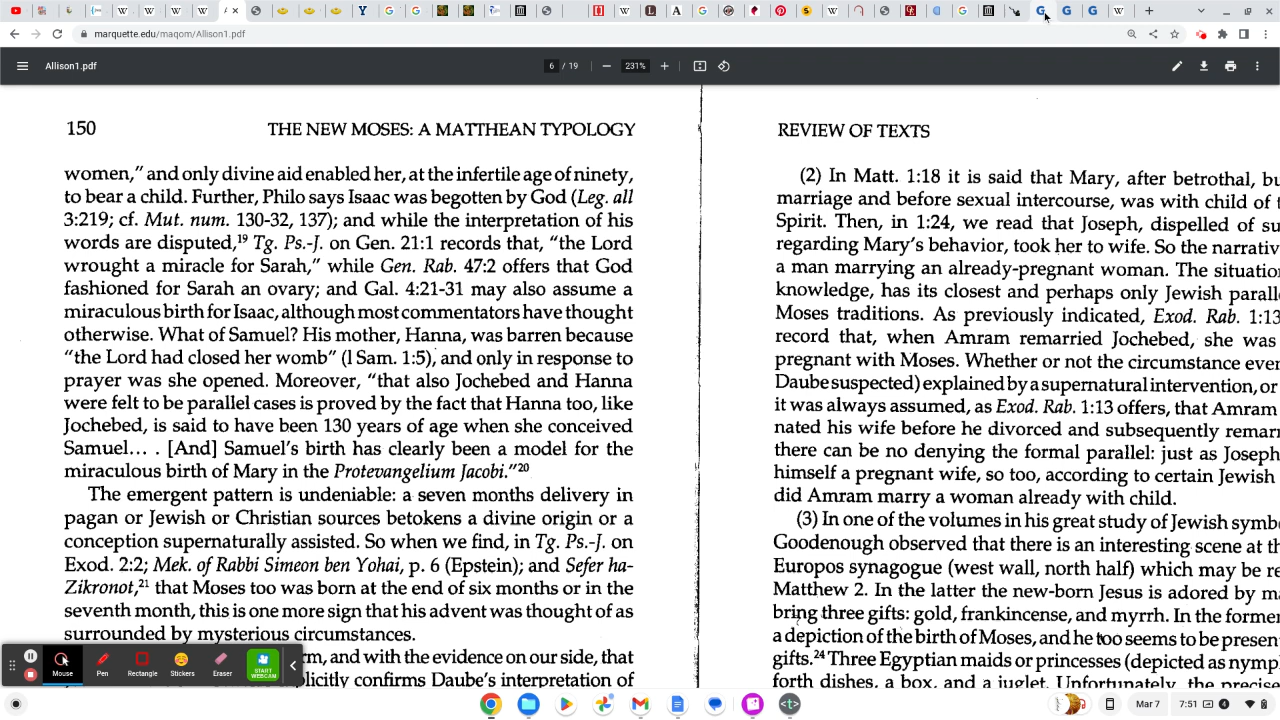 marquette.edu/maqom/Allison1.pdf
Allison1.pdf
6 / 19
231%
150
THE NEW MOSES: A MATTHEAN TYPOLOGY
women," and only divine aid enabled her, at the infertile age of ninety,
to bear a child. Further, Philo says Isaac was begotten by God (Leg. all
3:219; cf. Mut. num. 130-32, 137); and while the interpretation of his
words are disputed,¹⁹ Tg. Ps.-J. on Gen. 21:1 records that, "the Lord
wrought a miracle for Sarah," while Gen. Rab. 47:2 offers that God
fashioned for Sarah an ovary; and Gal. 4:21-31 may also assume a
miraculous birth for Isaac, although most commentators have thought
otherwise. What of Samuel? His mother, Hanna, was barren because
"the Lord had closed her womb" (I Sam. 1:5), and only in response to
prayer was she opened. Moreover, "that also Jochebed and Hanna
were felt to be parallel cases is proved by the fact that Hanna too, like
Jochebed, is said to have been 130 years of age when she conceived
Samuel... . [And] Samuel's birth has clearly been a model for the
miraculous birth of Mary in the Protevangelium Jacobi."²⁰
The emergent pattern is undeniable: a seven months delivery in
pagan or Jewish or Christian sources betokens a divine origin or a
conception supernaturally assisted. So when we find, in Tg. Ps.-J. on
Exod. 2:2; Mek. of Rabbi Simeon ben Yohai, p. 6 (Epstein); and Sefer ha-
Zikronot,²¹ that Moses too was born at the end of six months or in the
seventh month, this is one more sign that his advent was thought of as
surrounded by mysterious circumstances.
rm, and with the evidence on our side, that
plicitly confirms Daube's interpretation of
REVIEW OF TEXTS
(2) In Matt. 1:18 it is said that Mary, after betrothal, bu
marriage and before sexual intercourse, was with child of t
Spirit. Then, in 1:24, we read that Joseph, dispelled of su
regarding Mary's behavior, took her to wife. So the narrativ
a man marrying an already-pregnant woman. The situation
knowledge, has its closest and perhaps only Jewish paralle
Moses traditions. As previously indicated, Exod. Rab. 1:13
record that, when Amram remarried Jochebed, she was
pregnant with Moses. Whether or not the circumstance ever
Daube suspected) explained by a supernatural intervention, or
it was always assumed, as Exod. Rab. 1:13 offers, that Amram
nated his wife before he divorced and subsequently remarr
there can be no denying the formal parallel: just as Joseph
himself a pregnant wife, so too, according to certain Jewish
did Amram marry a woman already with child.
(3) In one of the volumes in his great study of Jewish symbo
Goodenough observed that there is an interesting scene at th
Europos synagogue (west wall, north half) which may be re
Matthew 2. In the latter the new-born Jesus is adored by ma
bring three gifts: gold, frankincense, and myrrh. In the former
a depiction of the birth of Moses, and he too seems to be presen
gifts.²⁴ Three Egyptian maids or princesses (depicted as nymp
forth dishes, a box, and a juglet. Unfortunately, the precise
Mouse
Pen
Rectangle
Stickers
Eraser
START
WEBCAM
Mar 7
7:51